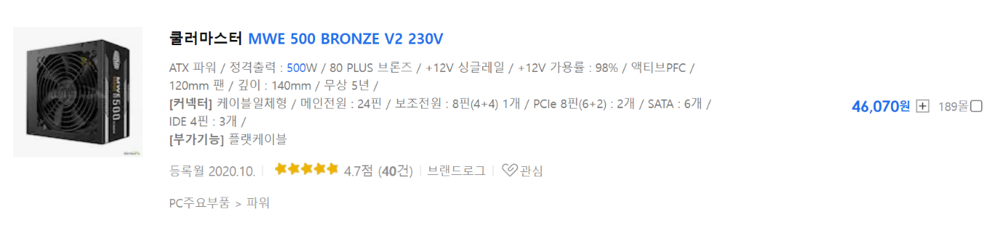 쿨러마스터 MWE 500 BRONZE V2 230V
ATX 파워 / 정격출력 : 500W / 80 PLUS 브론즈 / +12V 싱글레일 / +12V 가용률 : 98% / 액티브PFC /
120mm 팬 / 깊이 : 140mm / 무상 5년 /
[커넥터] 케이블일체형 / 메인전원 : 24핀 / 보조전원 : 8핀(4+4) 1개 / PCIe 8핀(6+2) : 2개 / SATA : 6개 /
IDE 4핀 : 3개 /
[부가기능] 플랫케이블
46,070원 + 189몰
등록월 2020.10. 4.7점 (40건) 브랜드로그 관심
PC주요부품 > 파워
MWE 500